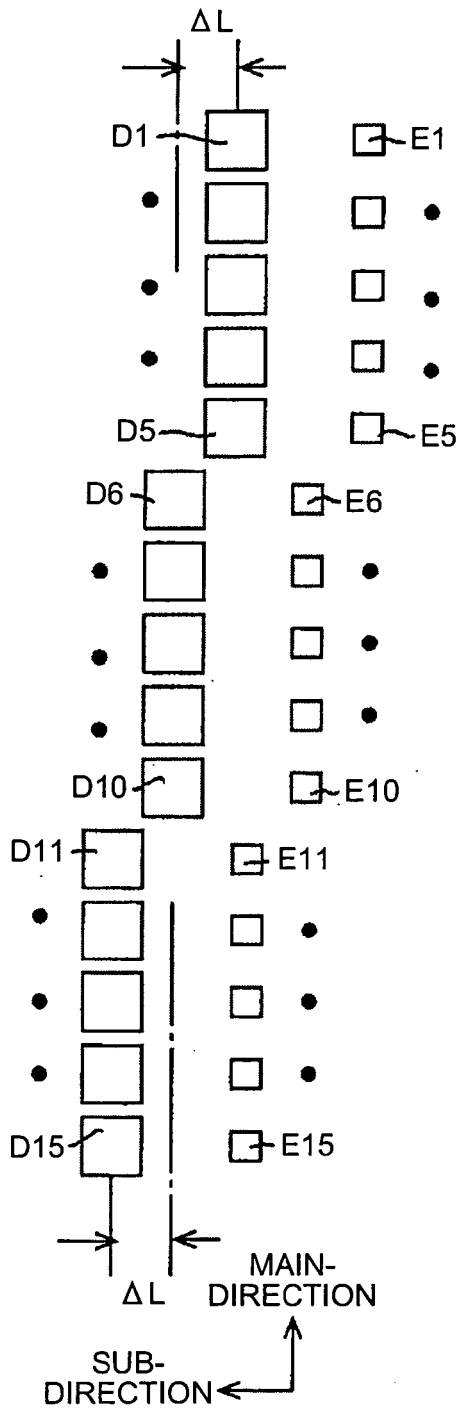 ΔL
D1 E1
D5 E5
D6 E6
D10 E10
D11 E11
D15 E15
ΔL
MAIN-
DIRECTION
SUB-
DIRECTION